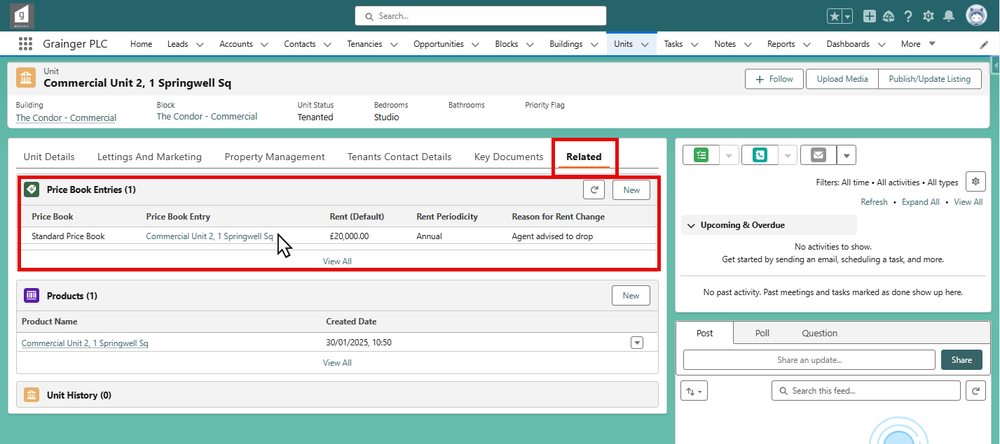 g
Search...
Grainger PLC Home Leads Accounts Contacts Tenancies Opportunities Blocks Buildings Units Tasks Notes Reports Dashboards More
Unit
Commercial Unit 2, 1 Springwell Sq
Follow Upload Media Publish/Update Listing
Building Block Unit Status Bedrooms Bathrooms Priority Flag
The Condor - Commercial The Condor - Commercial Tenanted Studio
Unit Details Lettings And Marketing Property Management Tenants Contact Details Key Documents Related
Price Book Entries (1) New
Price Book Price Book Entry Rent (Default) Rent Periodicity Reason for Rent Change
Standard Price Book Commercial Unit 2, 1 Springwell Sq £20,000.00 Annual Agent advised to drop
View All
Products (1) New
Product Name Created Date
Commercial Unit 2, 1 Springwell Sq 30/01/2025, 10:50
View All
Unit History (0)
Filters: All time • All activities • All types
Refresh • Expand All • View All
Upcoming & Overdue
No activities to show.
Get started by sending an email, scheduling a task, and more.
No past activity. Past meetings and tasks marked as done show up here.
Post Poll Question
Share an update... Share
Search this feed...